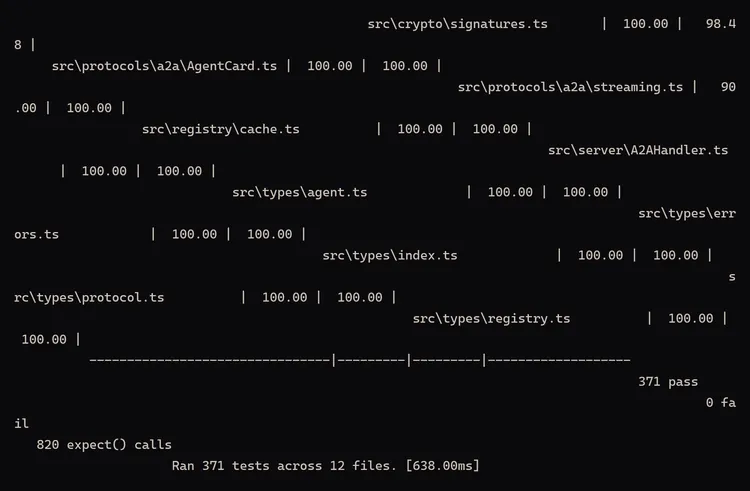 src\crypto\signatures.ts | 100.00 | 98.4
8 |
src\protocols\a2a\AgentCard.ts | 100.00 | 100.00 |
src\protocols\a2a\streaming.ts | 90
.00 | 100.00 |
src\registry\cache.ts | 100.00 | 100.00 |
src\server\A2AHandler.ts
| 100.00 | 100.00 |
src\types\agent.ts | 100.00 | 100.00 |
src\types\err
ors.ts | 100.00 | 100.00 |
src\types\index.ts | 100.00 | 100.00 |
s
rc\types\protocol.ts | 100.00 | 100.00 |
src\types\registry.ts | 100.00 |
100.00 |
--------------------------------|---------|---------|-------------------
371 pass
0 fa
il
820 expect() calls
Ran 371 tests across 12 files. [638.00ms]